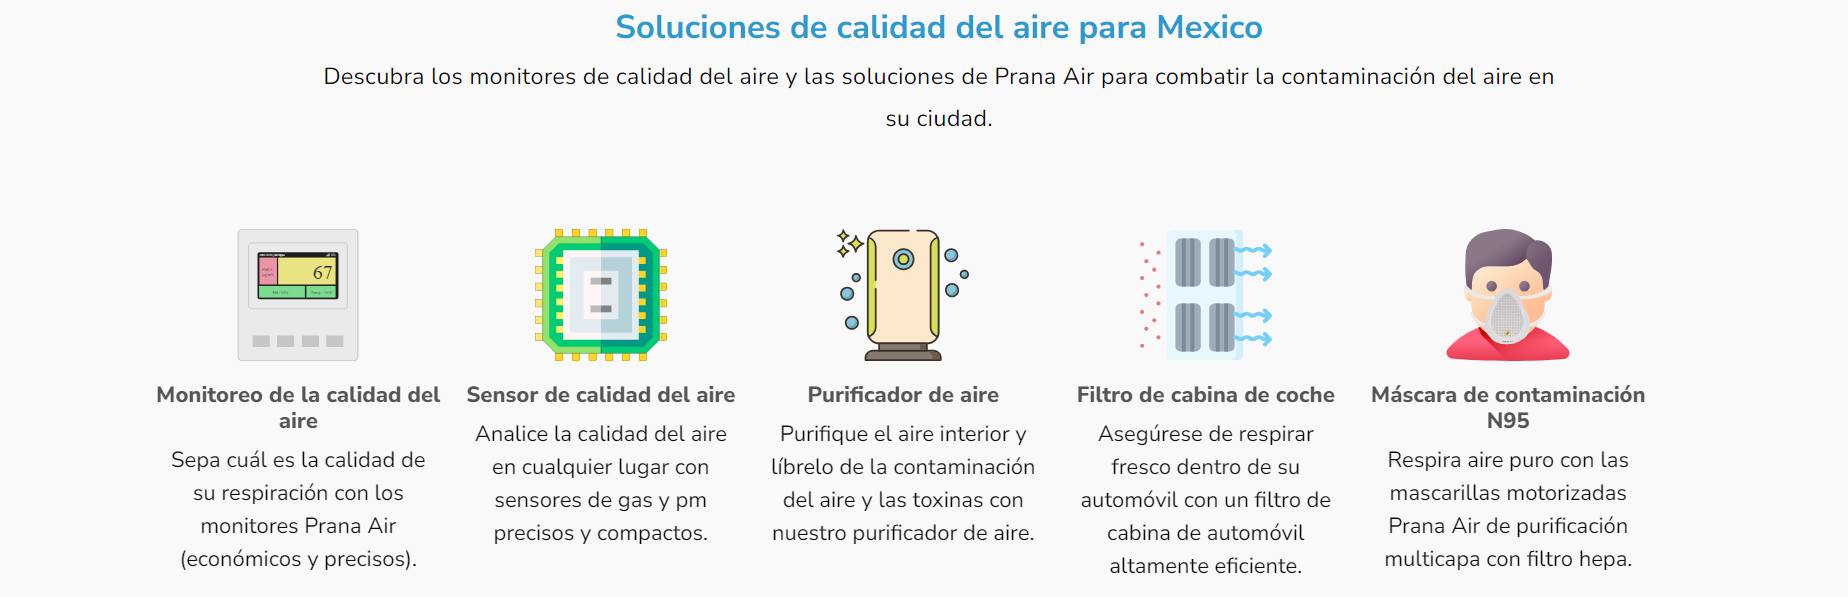 Soluciones de calidad del aire para Mexico
Descubra los monitores de calidad del aire y las soluciones de Prana Air para combatir la contaminación del aire en
su ciudad.
67
Monitoreo de la calidad del
aire
Sepa cuál es la calidad de
su respiración con los
monitores Prana Air
(económicos y precisos).
Sensor de calidad del aire
Analice la calidad del aire
en cualquier lugar con
sensores de gas y pm
precisos y compactos.
Purificador de aire
Purifique el aire interior y
líbrelo de la contaminación
del aire y las toxinas con
nuestro purificador de aire.
Filtro de cabina de coche
Asegúrese de respirar
fresco dentro de su
automóvil con un filtro de
cabina de automóvil
altamente eficiente.
Máscara de contaminación
N95
Respira aire puro con las
mascarillas motorizadas
Prana Air de purificación
multicapa con filtro hepa.